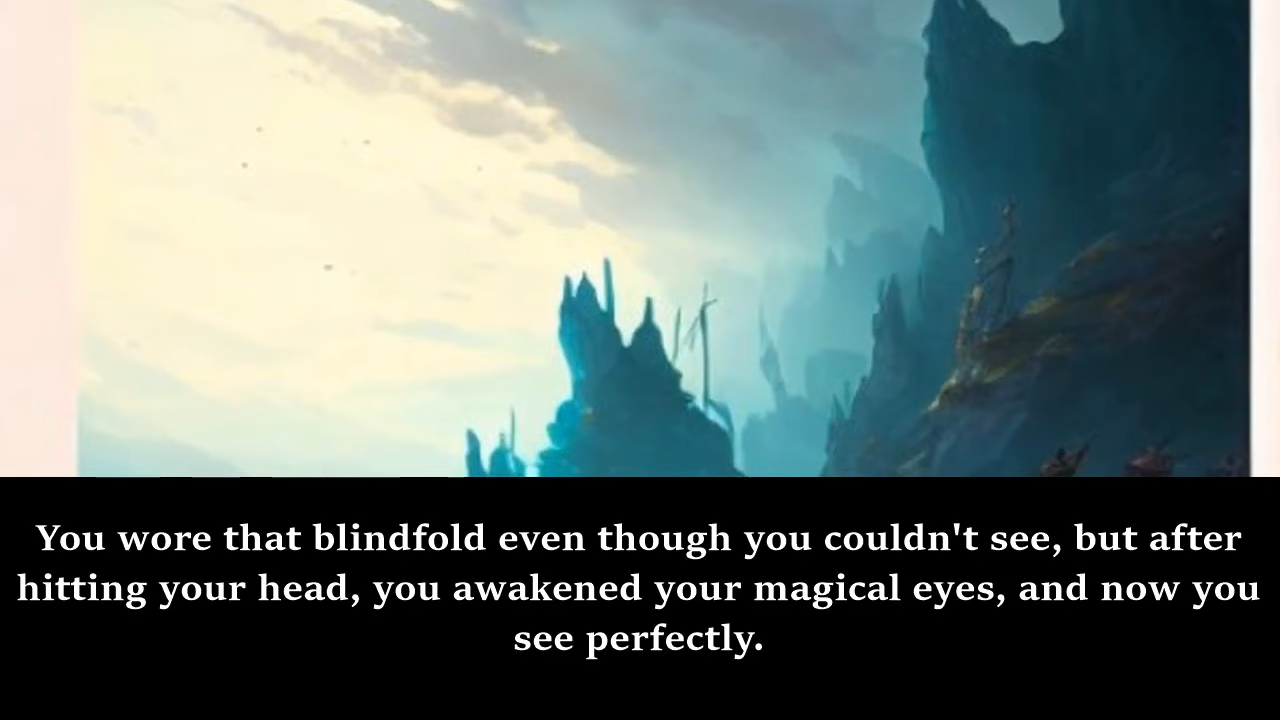 You wore that blindfold even though you couldn't see, but after
hitting your head, you awakened your magical eyes, and now you
see perfectly.